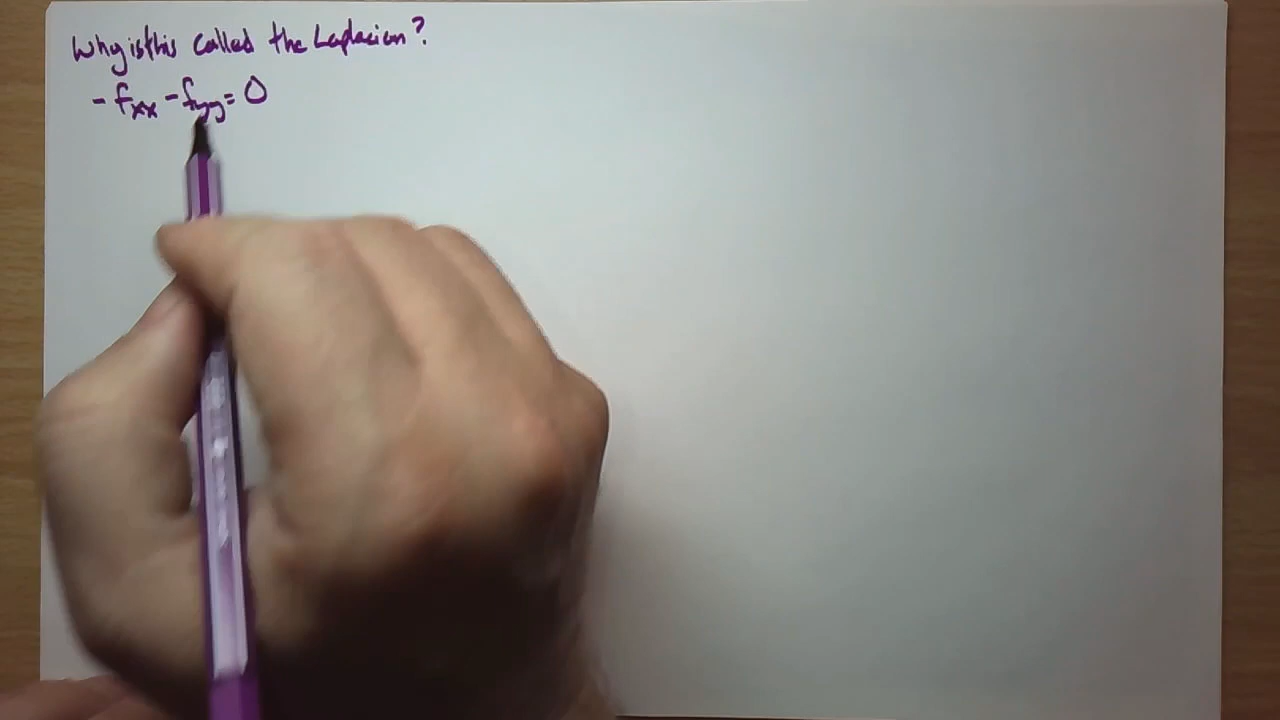 Why is this called the Laplacian?
- fxx - fyy = 0